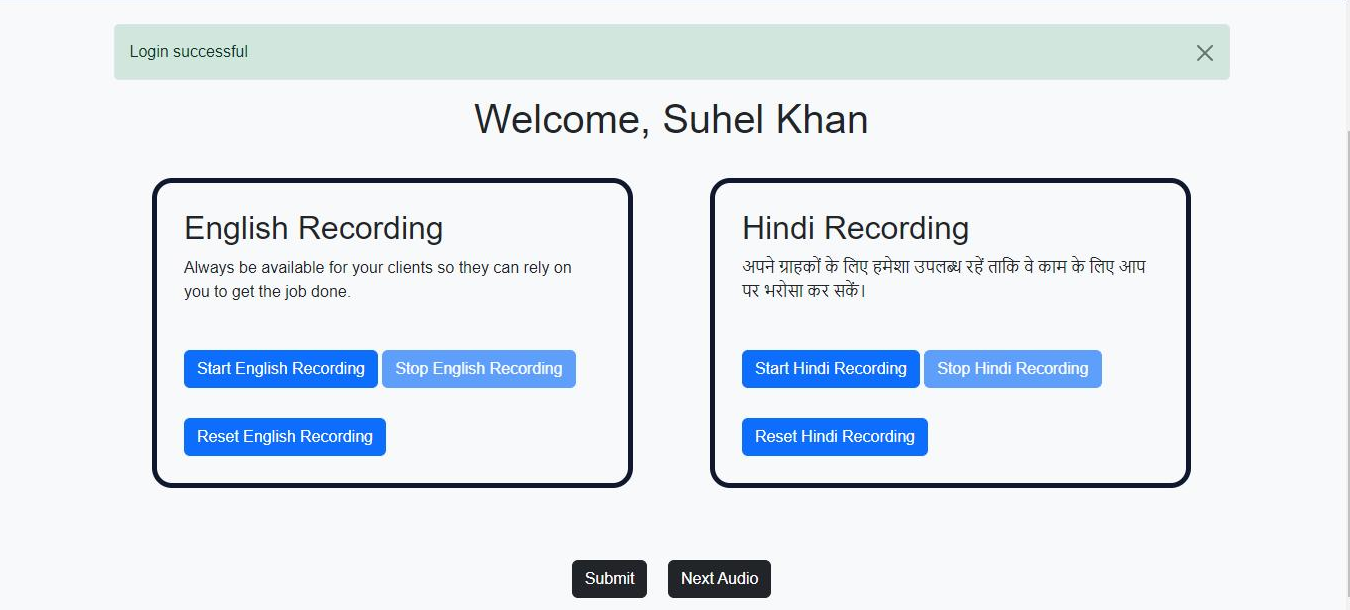 Login successful
Welcome, Suhel Khan
English Recording
Always be available for your clients so they can rely on
you to get the job done.
Start English Recording
Stop English Recording
Reset English Recording
Hindi Recording
अपने ग्राहकों के लिए हमेशा उपलब्ध रहें ताकि वे काम के लिए आप
पर भरोसा कर सकें।
Start Hindi Recording
Stop Hindi Recording
Reset Hindi Recording
Submit
Next Audio